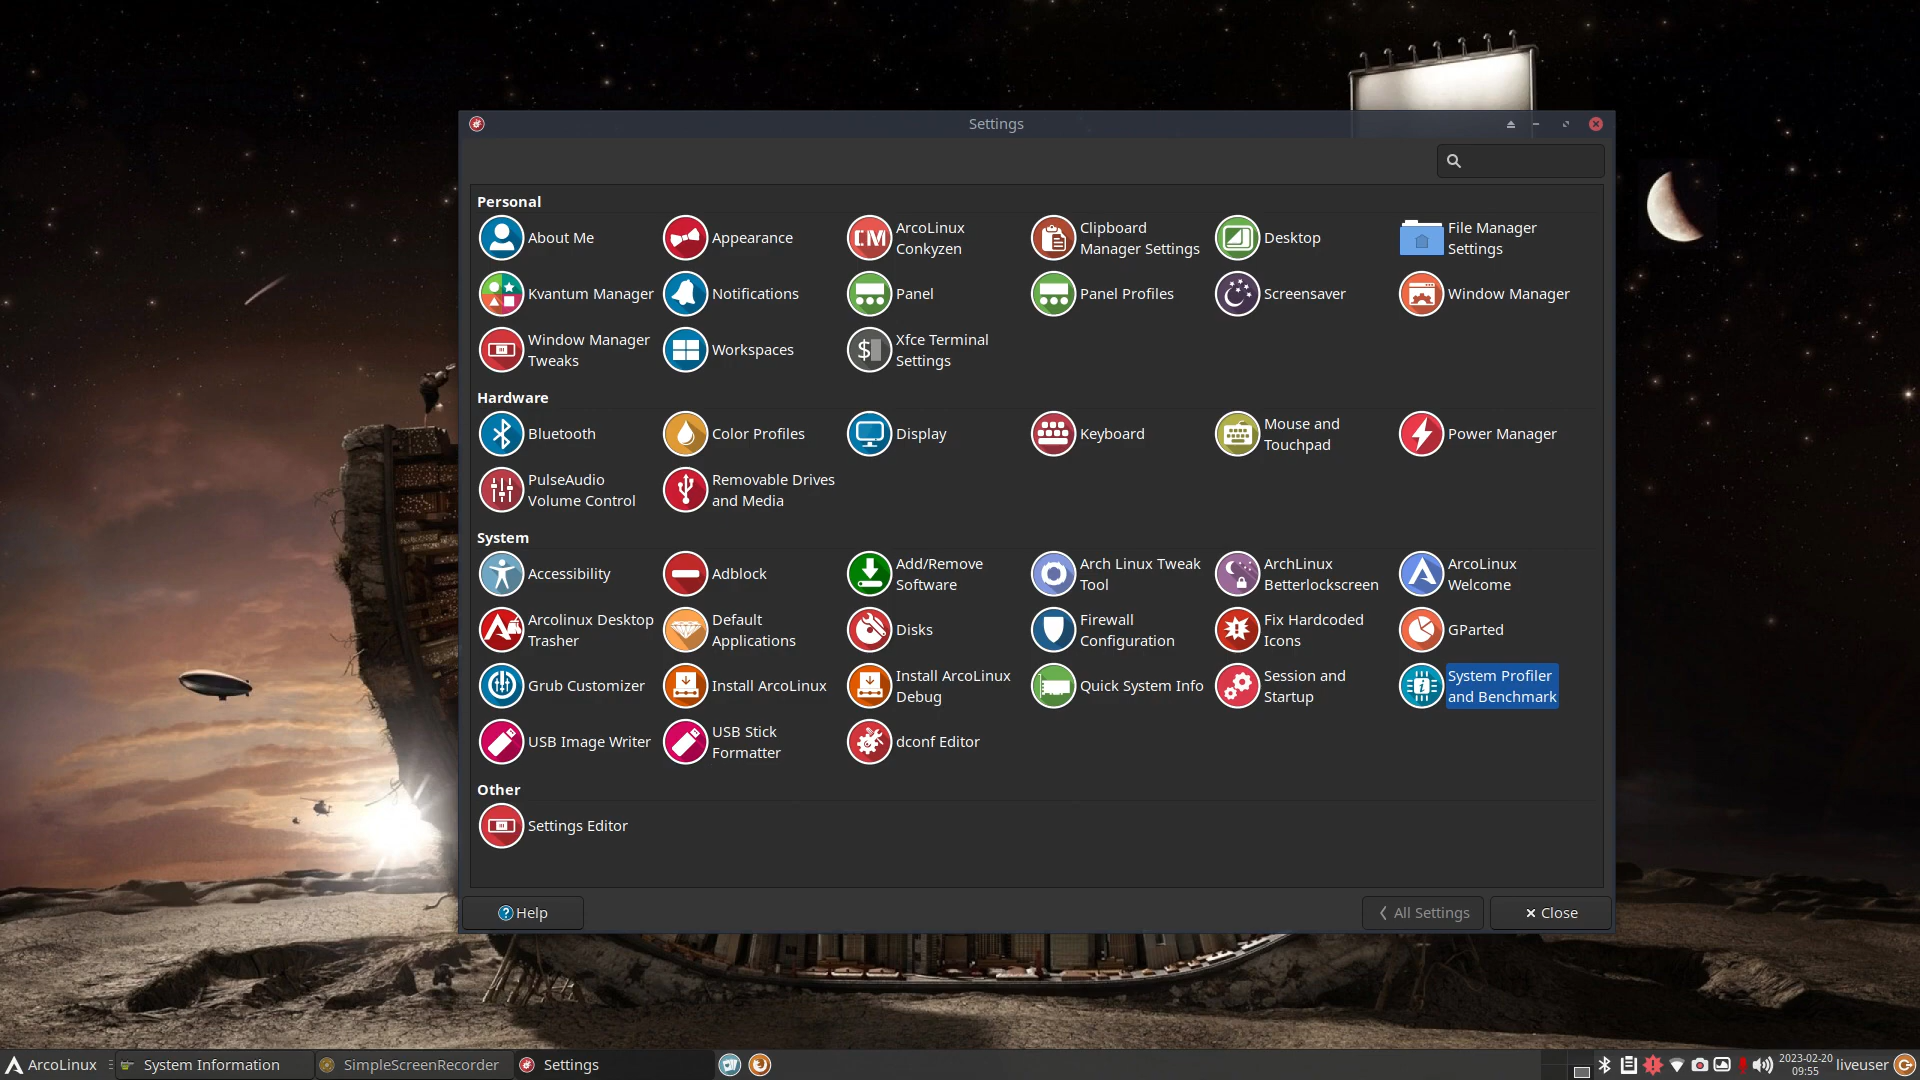 Settings
Personal
About Me
Appearance
ArcoLinux
Conkyzen
Clipboard
Manager Settings
Desktop
File Manager
Settings
Kvantum Manager
Notifications
Panel
Panel Profiles
Screensaver
Window Manager
Window Manager
Tweaks
Workspaces
$
Xfce Terminal
Settings
Hardware
Bluetooth
Color Profiles
Display
Keyboard
Mouse and
Touchpad
Power Manager
PulseAudio
Volume Control
Removable Drives
and Media
System
Accessibility
Adblock
Add/Remove
Software
Arch Linux Tweak
Tool
ArchLinux
Betterlockscreen
ArcoLinux
Welcome
Arcolinux Desktop
Trasher
Default
Applications
Disks
Firewall
Configuration
Fix Hardcoded
Icons
GParted
Grub Customizer
Install ArcoLinux
Install ArcoLinux
Debug
Quick System Info
Session and
Startup
System Profiler
and Benchmark
USB Image Writer
USB Stick
Formatter
dconf Editor
Other
Settings Editor
Help
All Settings
Close
ArcoLinux
System Information
SimpleScreenRecorder
Settings
2023-02-20
09:55
liveuser